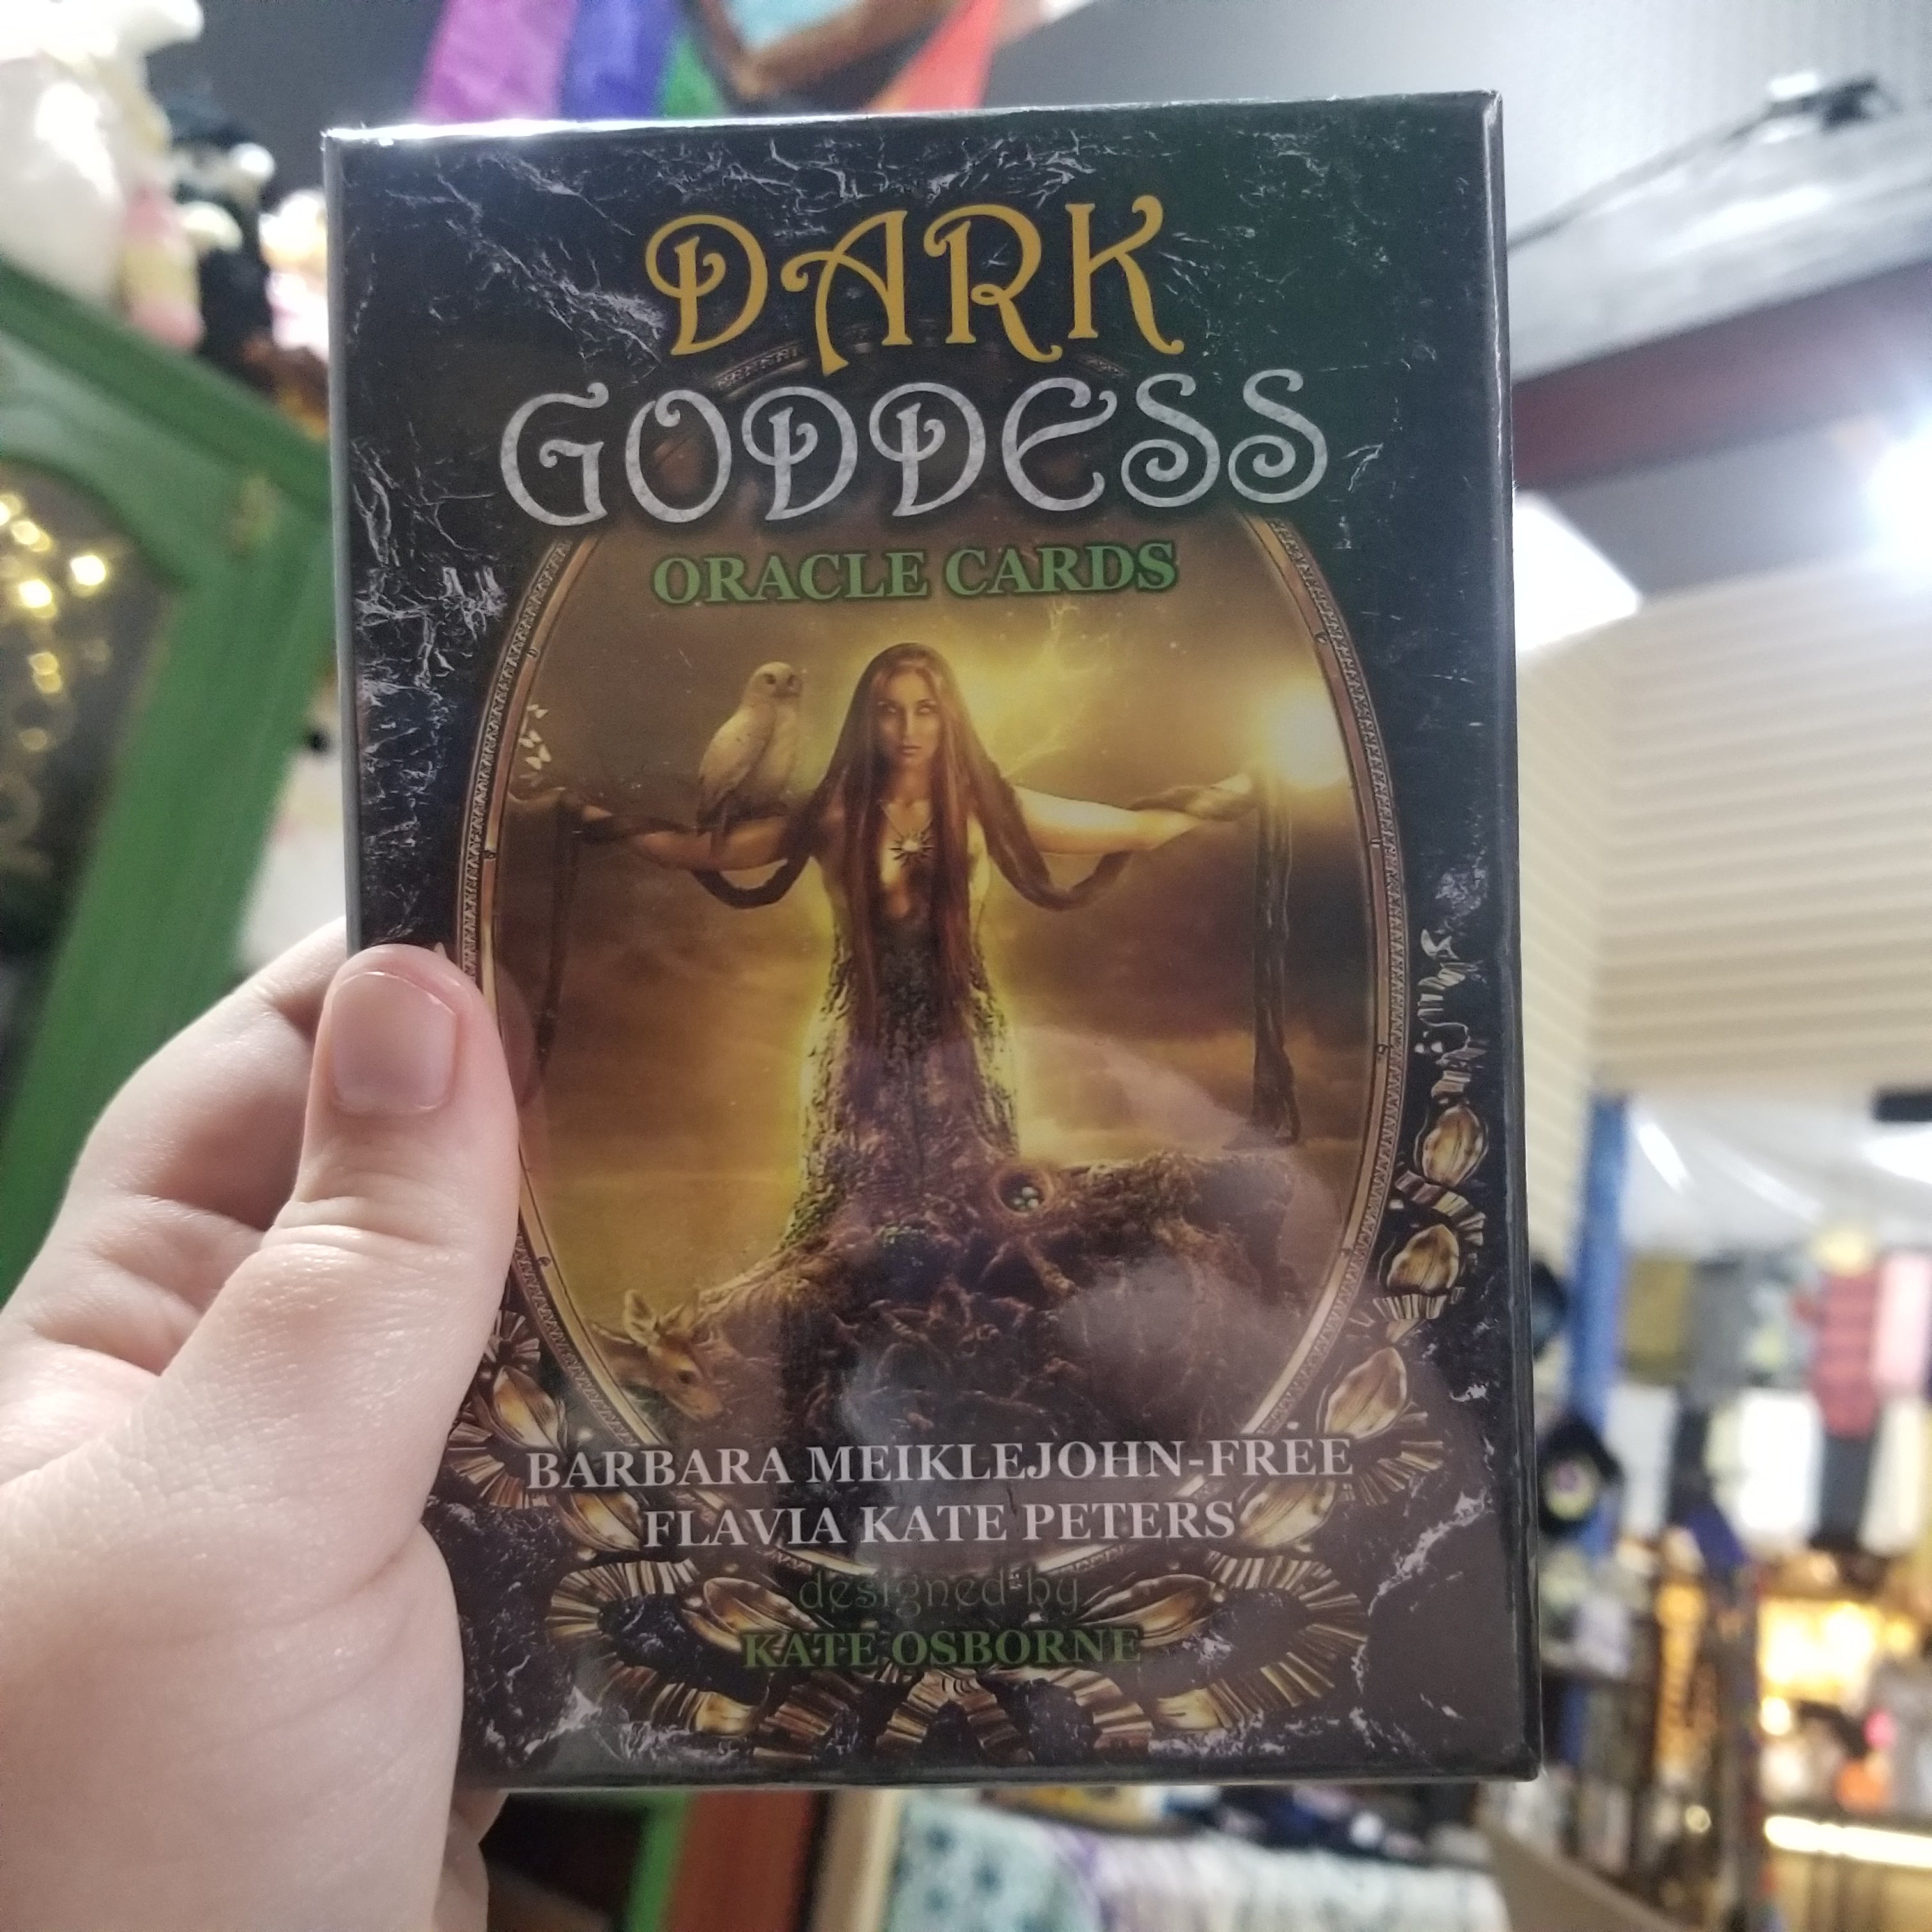 DARK
GODDESS
ORACLE CARDS
BARBARA MEIKLEJOHN-FREE
FLAVIA KATE PETERS
designed by
KATE OSBORNE